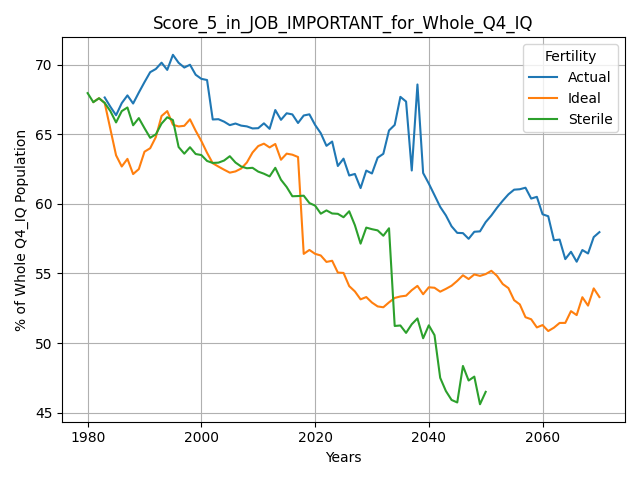 Score_5_in_JOB_IMPORTANT_for_Whole_Q4_IQ
% of Whole Q4_IQ Population
70
65
60
55
50
45
Fertility
Actual
Ideal
Sterile
1980
2000
2020
2040
2060
Years